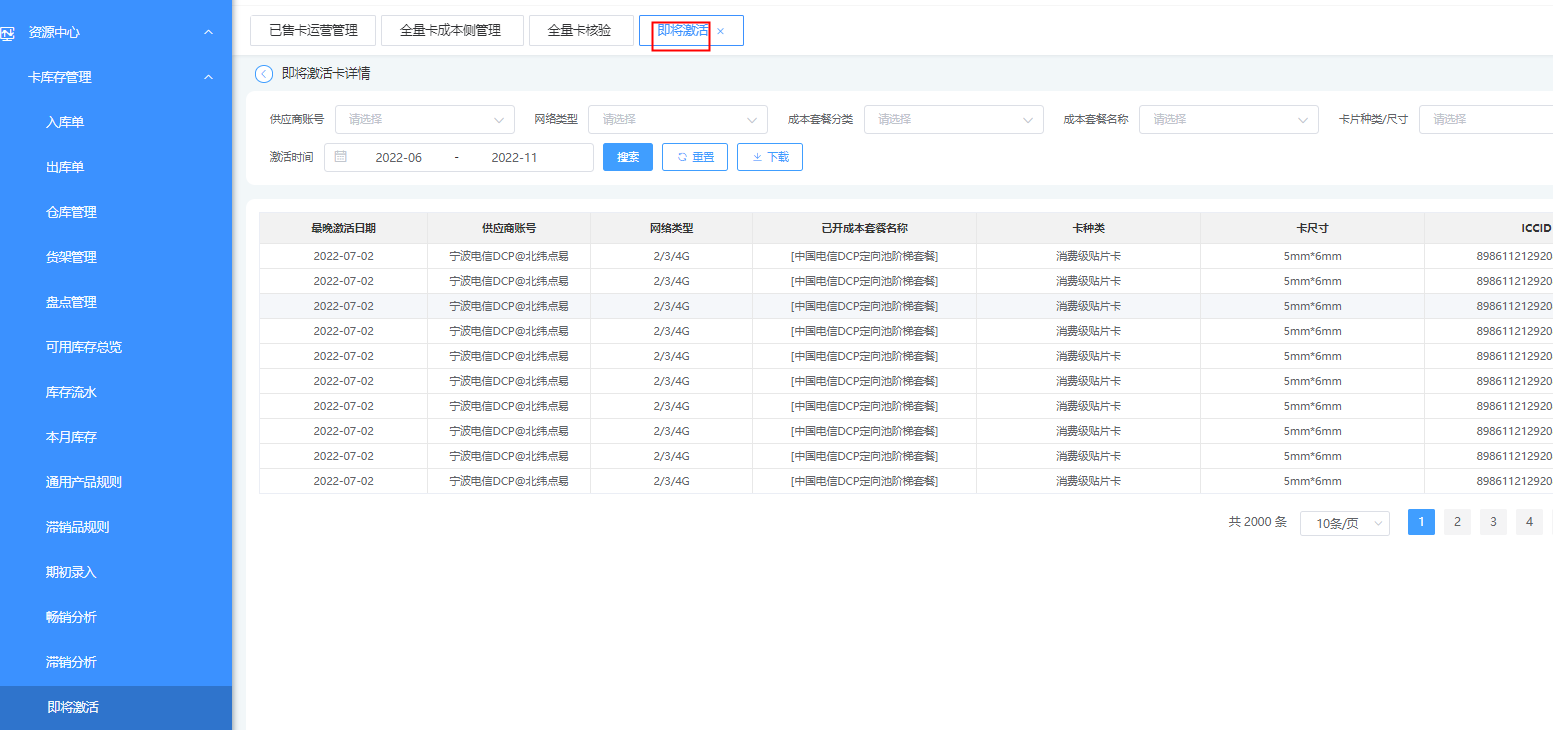 资源中心
卡库存管理
入库单
出库单
仓库管理
货架管理
盘点管理
可用库存总览
库存流水
本月库存
通用产品规则
滞销品规则
期初录入
畅销分析
滞销分析
即将激活
已售卡运营管理 全量卡成本侧管理 全量卡核验 即将激活 ×
即将激活卡详情
供应商账号 请选择 网络类型 请选择 成本套餐分类 请选择 成本套餐名称 请选择 卡片种类/尺寸 请选择
激活时间 2022-06 - 2022-11 搜索 重置 下载
最晚激活日期 供应商账号 网络类型 已开成本套餐名称 卡种类 卡尺寸 ICCID
2022-07-02 宁波电信DCP@北纬点易 2/3/4G [中国电信DCP定向池阶梯套餐] 消费级贴片卡 5mm*6mm 898611212920
2022-07-02 宁波电信DCP@北纬点易 2/3/4G [中国电信DCP定向池阶梯套餐] 消费级贴片卡 5mm*6mm 898611212920
2022-07-02 宁波电信DCP@北纬点易 2/3/4G [中国电信DCP定向池阶梯套餐] 消费级贴片卡 5mm*6mm 898611212920
2022-07-02 宁波电信DCP@北纬点易 2/3/4G [中国电信DCP定向池阶梯套餐] 消费级贴片卡 5mm*6mm 898611212920
2022-07-02 宁波电信DCP@北纬点易 2/3/4G [中国电信DCP定向池阶梯套餐] 消费级贴片卡 5mm*6mm 898611212920
2022-07-02 宁波电信DCP@北纬点易 2/3/4G [中国电信DCP定向池阶梯套餐] 消费级贴片卡 5mm*6mm 898611212920
2022-07-02 宁波电信DCP@北纬点易 2/3/4G [中国电信DCP定向池阶梯套餐] 消费级贴片卡 5mm*6mm 898611212920
2022-07-02 宁波电信DCP@北纬点易 2/3/4G [中国电信DCP定向池阶梯套餐] 消费级贴片卡 5mm*6mm 898611212920
2022-07-02 宁波电信DCP@北纬点易 2/3/4G [中国电信DCP定向池阶梯套餐] 消费级贴片卡 5mm*6mm 898611212920
2022-07-02 宁波电信DCP@北纬点易 2/3/4G [中国电信DCP定向池阶梯套餐] 消费级贴片卡 5mm*6mm 898611212920
共 2000 条 10条/页 1 2 3 4